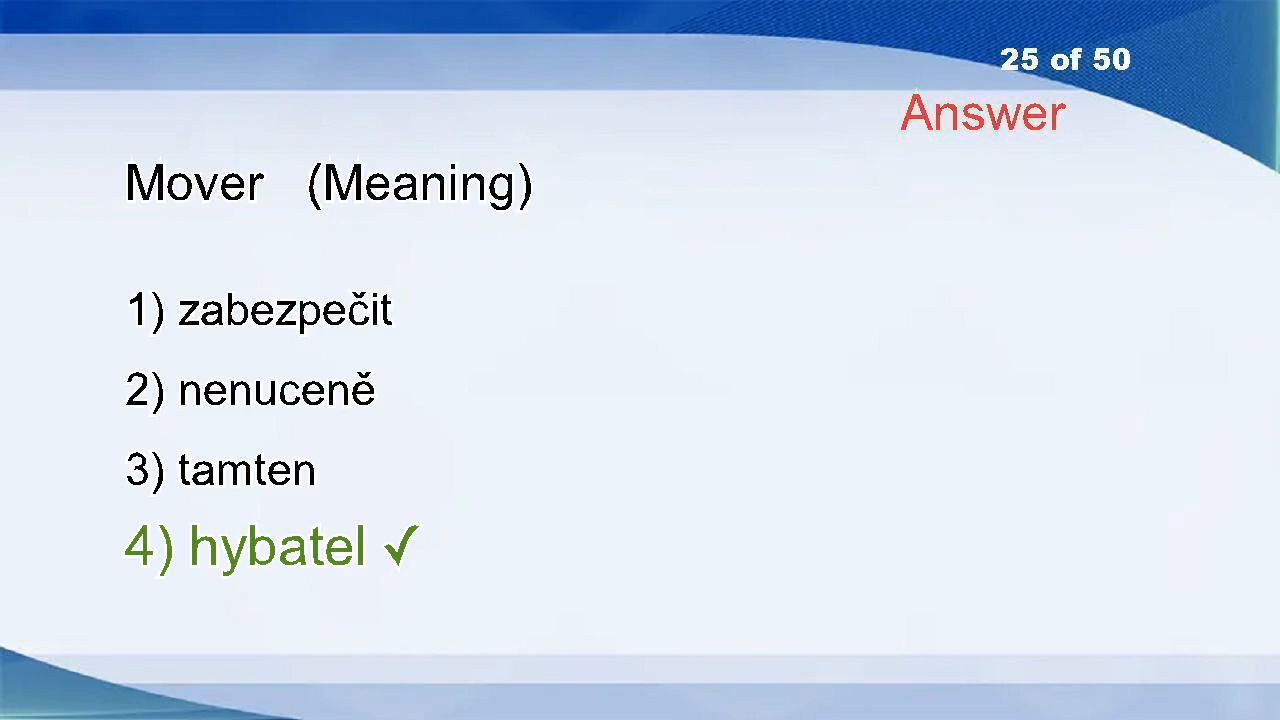 25 of 50
Answer
Mover (Meaning)
1) zabezpečit
2) nenuceně
3) tamten
4) hybatel ✓